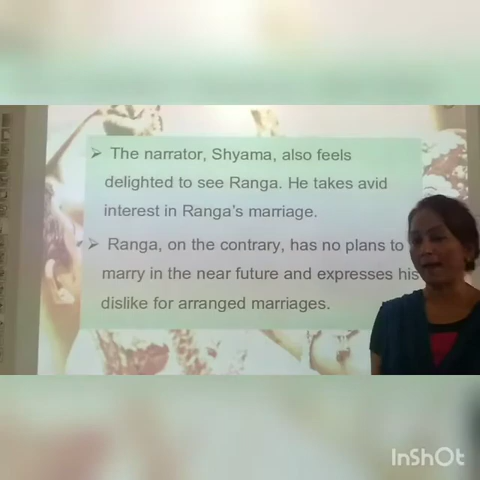 ➢ The narrator, Shyama, also feels
delighted to see Ranga. He takes avid
interest in Ranga's marriage.
➢ Ranga, on the contrary, has no plans to
marry in the near future and expresses his
dislike for arranged marriages.
InShOt